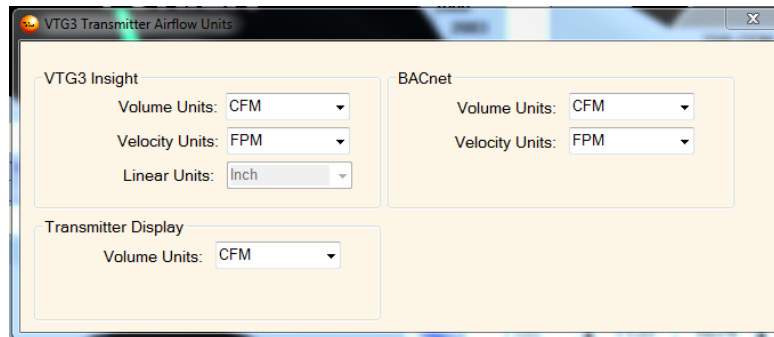 VTG3 Transmitter Airflow Units
VTG3 Insight
Volume Units: CFM
Velocity Units: FPM
Linear Units: Inch
BACnet
Volume Units: CFM
Velocity Units: FPM
Transmitter Display
Volume Units: CFM